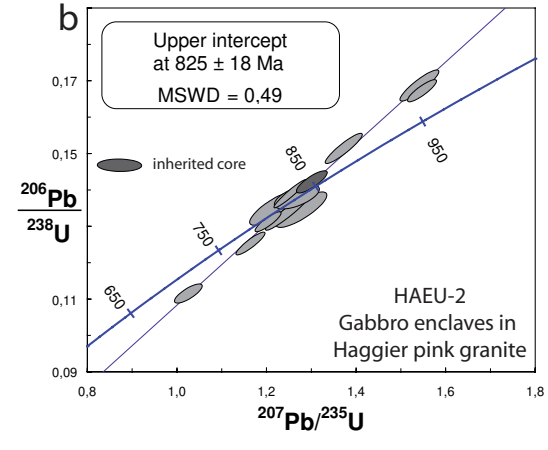 b
Upper intercept
at 825 ± 18 Ma
MSWD = 0,49
inherited core
206Pb
238U
0,17
0,15
0,11
0,09
650
750
850
950
HAEU-2
Gabbro enclaves in
Haggier pink granite
0,8
1,0
1,2
1,4
1,6
1,8
207Pb/235U